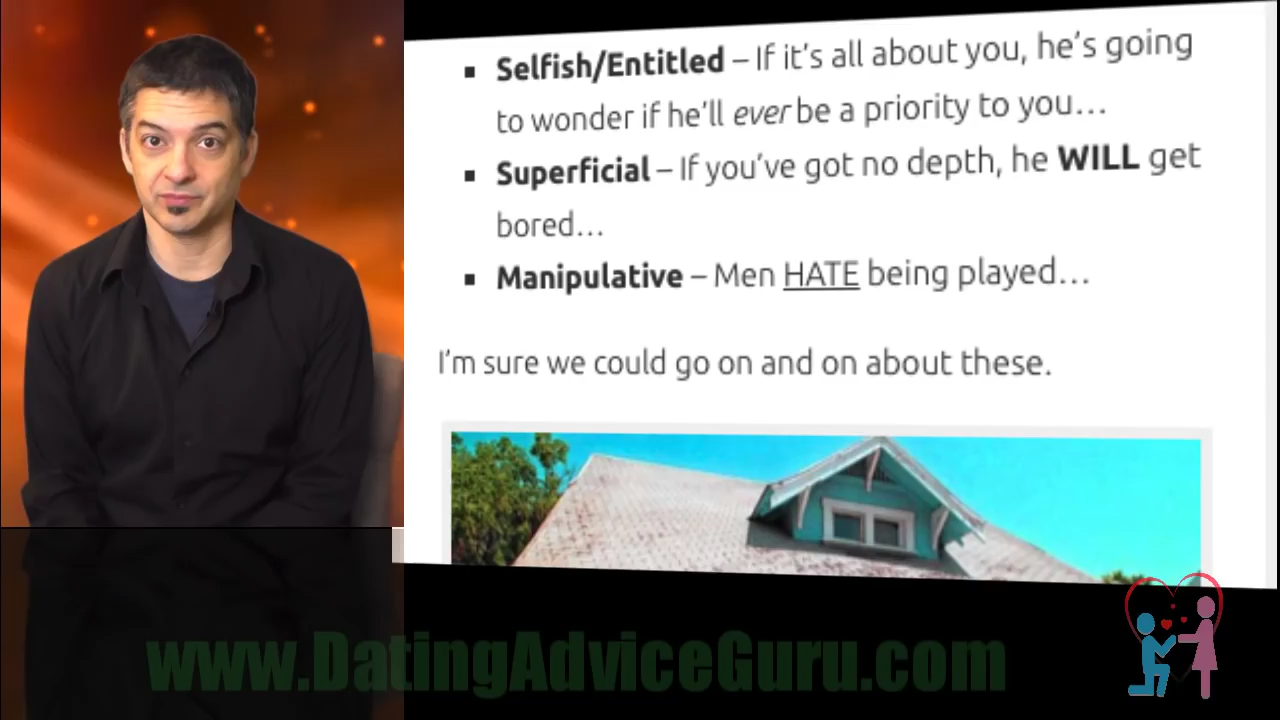 ▪ Selfish/Entitled – If it's all about you, he's going
to wonder if he'll ever be a priority to you…
▪ Superficial – If you've got no depth, he WILL get
bored…
▪ Manipulative – Men HATE being played…
I'm sure we could go on and on about these.
www.DatingAdviceGuru.com